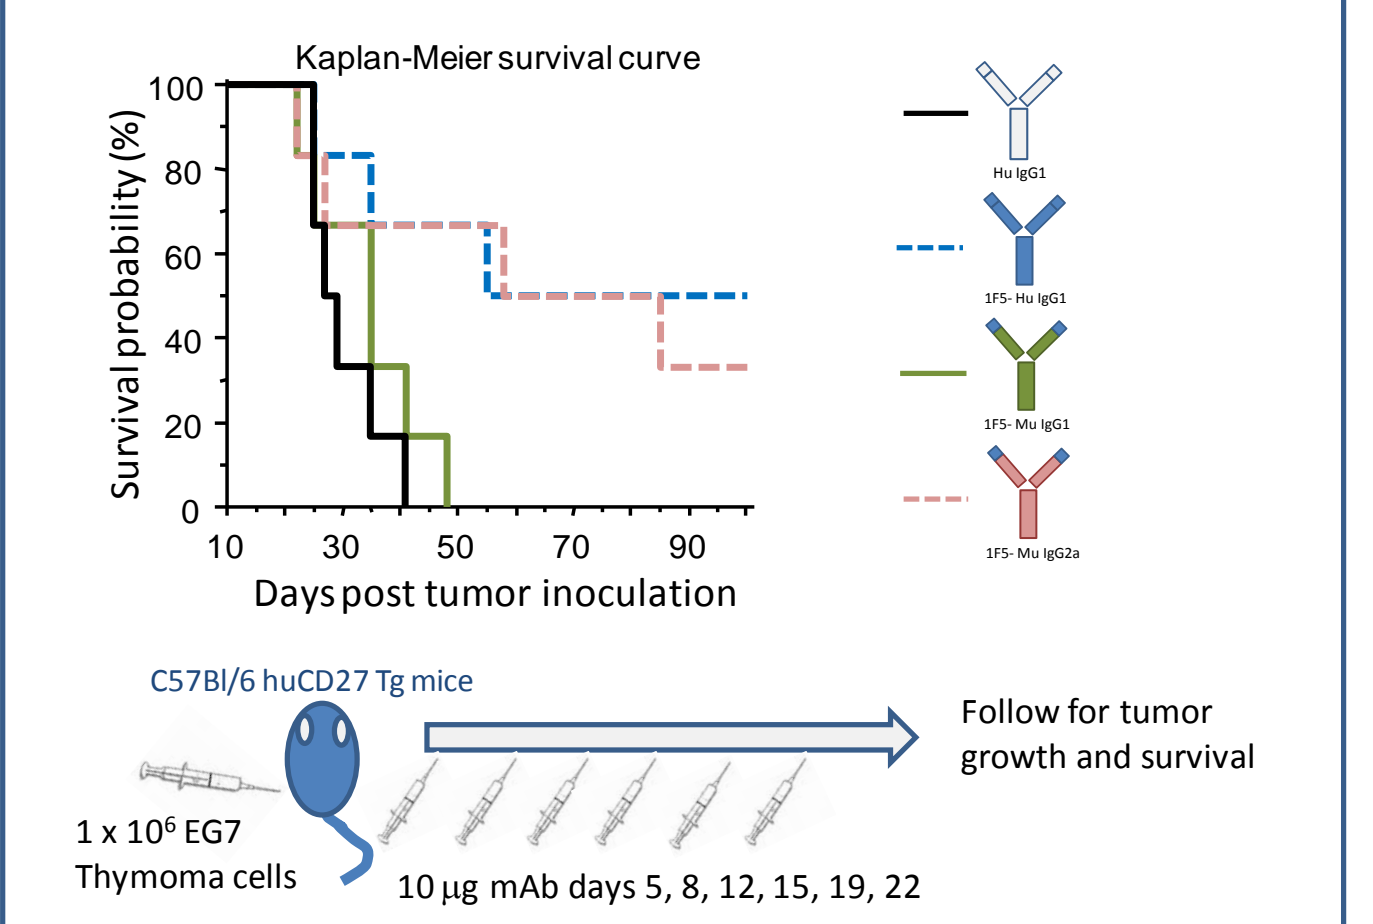 Kaplan-Meier survival curve
Survival probability (%)
100
80
60
40
20
0
10 30 50 70 90
Days post tumor inoculation
Hu IgG1
1F5- Hu IgG1
1F5- Mu IgG1
1F5- Mu IgG2a
C57Bl/6 huCD27 Tg mice
Follow for tumor
growth and survival
1 x 10⁶ EG7
Thymoma cells
10 μg mAb days 5, 8, 12, 15, 19, 22